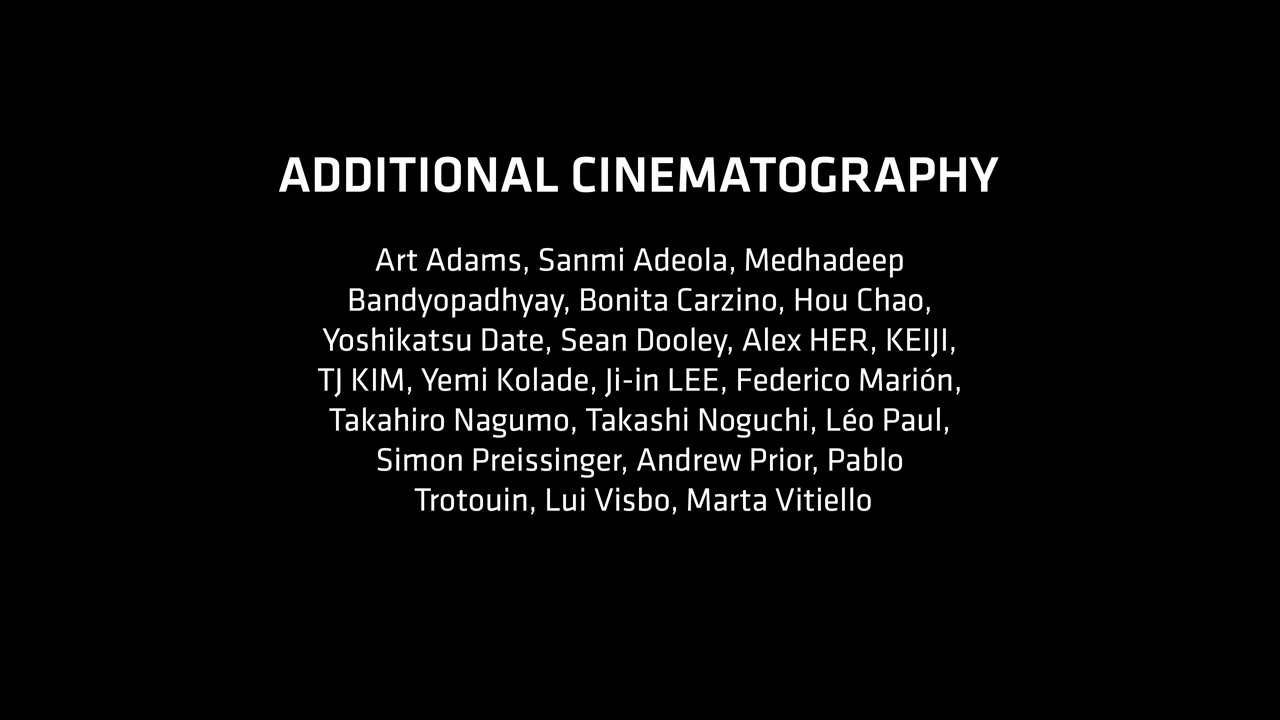 ADDITIONAL CINEMATOGRAPHY
Art Adams, Sanmi Adeola, Medhadeep
Bandyopadhyay, Bonita Carzino, Hou Chao,
Yoshikatsu Date, Sean Dooley, Alex HER, KEIJI,
TJ KIM, Yemi Kolade, Ji-in LEE, Federico Marión,
Takahiro Nagumo, Takashi Noguchi, Léo Paul,
Simon Preissinger, Andrew Prior, Pablo
Trotouin, Lui Visbo, Marta Vitiello